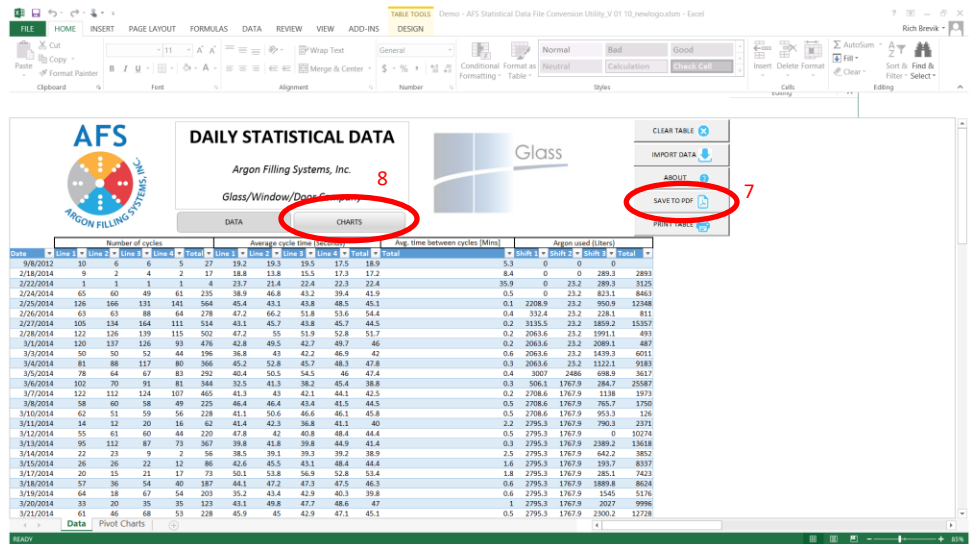 TABLE TOOLS Demo - AFS Statistical Data File Conversion Utility_V 01 10_newlogo.xlsm - Excel
FILE HOME INSERT PAGE LAYOUT FORMULAS DATA REVIEW VIEW ADD-INS DESIGN Rich Brevik
Cut
Copy
Paste Format Painter
Clipboard
11
Font
Wrap Text
Merge & Center
Alignment
General
Number
Conditional Formatting Format as Table
Normal Bad Good
Neutral Calculation Check Cell
Styles
Insert Delete Format
Cells
AutoSum
Fill
Clear
Sort & Filter Find & Select
Editing
AFS
ARGON FILLING SYSTEMS, INC.
DAILY STATISTICAL DATA
Argon Filling Systems, Inc.
Glass/Window/Door Company
DATA CHARTS
8
Glass
CLEAR TABLE
IMPORT DATA
ABOUT
SAVE TO PDF
7
PRINT TABLE
Number of cycles Average cycle time (Seconds) Avg. time between cycles [Mins] Argon used (Liters)
Date Line 1 Line 2 Line 3 Line 4 Total Line 1 Line 2 Line 3 Line 4 Total Total Shift 1 Shift 2 Shift 3 Total
9/8/2012 10 6 6 5 27 19.2 19.3 19.5 17.5 18.9 5.3 0 0 0
2/18/2014 9 2 4 2 17 18.8 13.8 15.5 17.3 17.2 8.4 0 0 289.3 2893
2/22/2014 1 1 1 1 4 23.7 21.4 22.4 22.3 22.4 35.9 0 23.2 289.3 3125
2/24/2014 65 60 49 61 235 38.9 46.8 43.2 39.4 41.9 0.5 0 23.2 823.1 8463
2/25/2014 126 166 131 141 564 45.4 43.1 43.8 48.5 45.1 0.1 2208.9 23.2 950.9 12348
2/26/2014 63 63 88 64 278 47.2 66.2 51.8 53.6 54.4 0.4 332.4 23.2 228.1 811
2/27/2014 105 134 164 111 514 43.1 45.7 43.8 45.7 44.5 0.2 3135.5 23.2 1859.2 15357
2/28/2014 122 126 139 115 502 47.2 55 51.9 52.8 51.7 0.2 2063.6 23.2 1991.1 493
3/1/2014 120 137 126 93 476 42.8 49.5 42.7 49.7 46 0.2 2063.6 23.2 2089.1 487
3/3/2014 50 50 52 44 196 36.8 43 42.2 46.9 42 0.6 2063.6 23.2 1439.3 6011
3/4/2014 81 88 117 80 366 45.2 52.8 45.7 48.3 47.8 0.3 2063.6 23.2 1122.1 9183
3/5/2014 78 64 67 83 292 40.4 50.5 54.5 46 47.4 0.4 3007 2486 698.9 3617
3/6/2014 102 70 91 81 344 32.5 41.3 38.2 45.4 38.8 0.3 506.1 1767.9 284.7 25587
3/7/2014 122 112 124 107 465 41.3 43 42.1 44.1 42.5 0.2 2708.6 1767.9 1138 1973
3/8/2014 58 60 58 49 225 46.4 46.4 43.4 41.5 44.5 0.5 2708.6 1767.9 765.7 1750
3/10/2014 62 51 59 56 228 41.1 50.6 46.6 46.1 45.8 0.5 2708.6 1767.9 953.3 126
3/11/2014 14 12 20 16 62 41.4 42.3 36.8 41.1 40 2.2 2795.3 1767.9 790.3 2371
3/12/2014 55 61 60 44 220 47.8 42 40.8 48.4 44.4 0.5 2795.3 1767.9 0 10274
3/13/2014 95 112 87 73 367 39.8 41.8 39.8 44.9 41.4 0.3 2795.3 1767.9 2389.2 13618
3/14/2014 22 23 9 2 56 38.5 39.1 39.3 39.2 38.9 2.5 2795.3 1767.9 642.2 3852
3/15/2014 26 26 22 12 86 42.6 45.5 43.1 48.4 44.4 1.6 2795.3 1767.9 193.7 8337
3/17/2014 20 15 21 17 73 50.1 53.8 56.9 52.8 53.4 1.8 2795.3 1767.9 285.1 7423
3/18/2014 57 36 54 40 187 44.1 47.2 47.3 47.5 46.3 0.6 2795.3 1767.9 1889.8 8624
3/19/2014 64 18 67 54 203 35.2 43.4 42.9 40.3 39.8 0.6 2795.3 1767.9 1545 5176
3/20/2014 33 20 35 35 123 43.1 49.8 47.7 48.6 47 1 2795.3 1767.9 2027 9996
3/21/2014 61 46 68 53 228 45.9 45 42.9 47.1 45.1 0.5 2795.3 1767.9 2300.2 12728
Data Pivot Charts
READY 85%